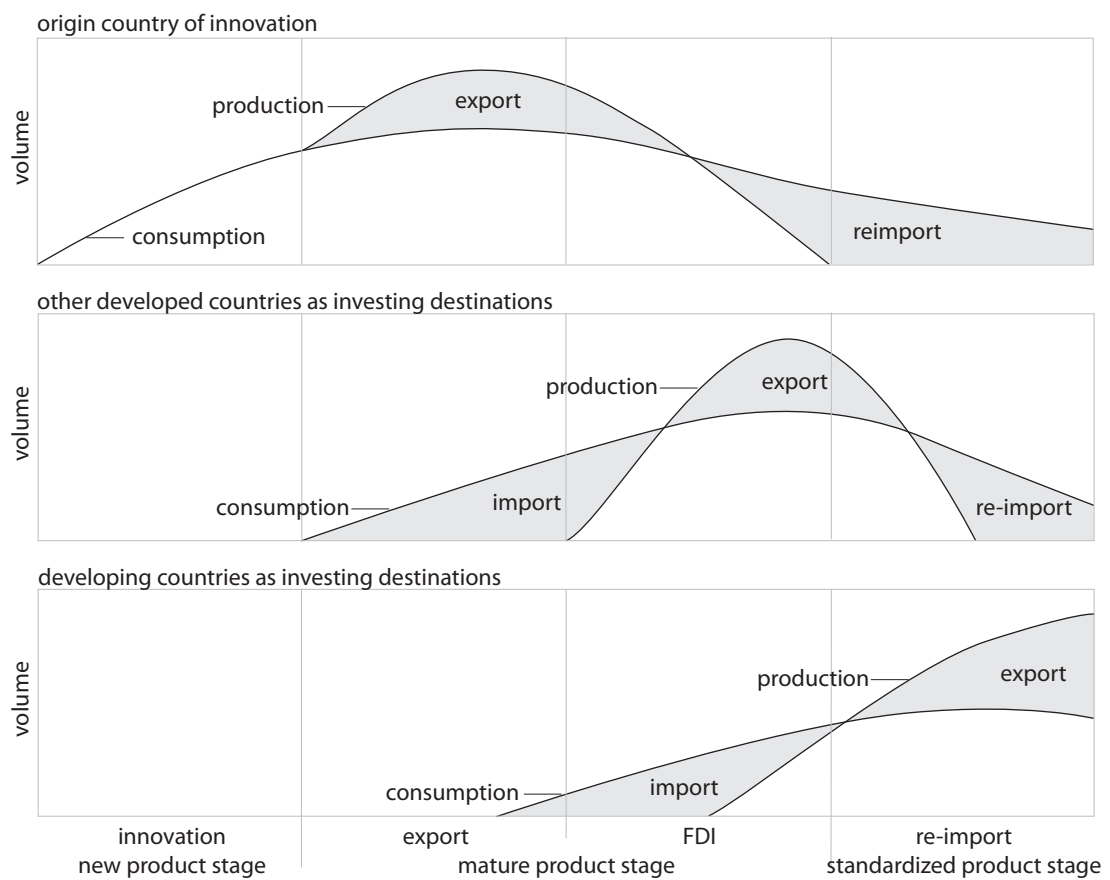 origin country of innovation
volume
production
export
consumption
reimport
other developed countries as investing destinations
volume
production
export
consumption
import
re-import
developing countries as investing destinations
volume
production
export
consumption
import
innovation
export
FDI
re-import
new product stage
mature product stage
standardized product stage